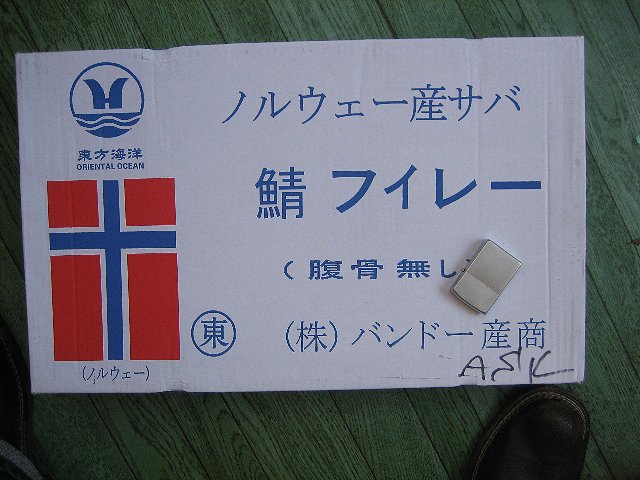 東方海洋
ORIENTAL OCEAN
ノルウェー産サバ
鯖 フイレー
(腹骨無し
(ノルウェー)
東
(株) バンドー産商
ASK